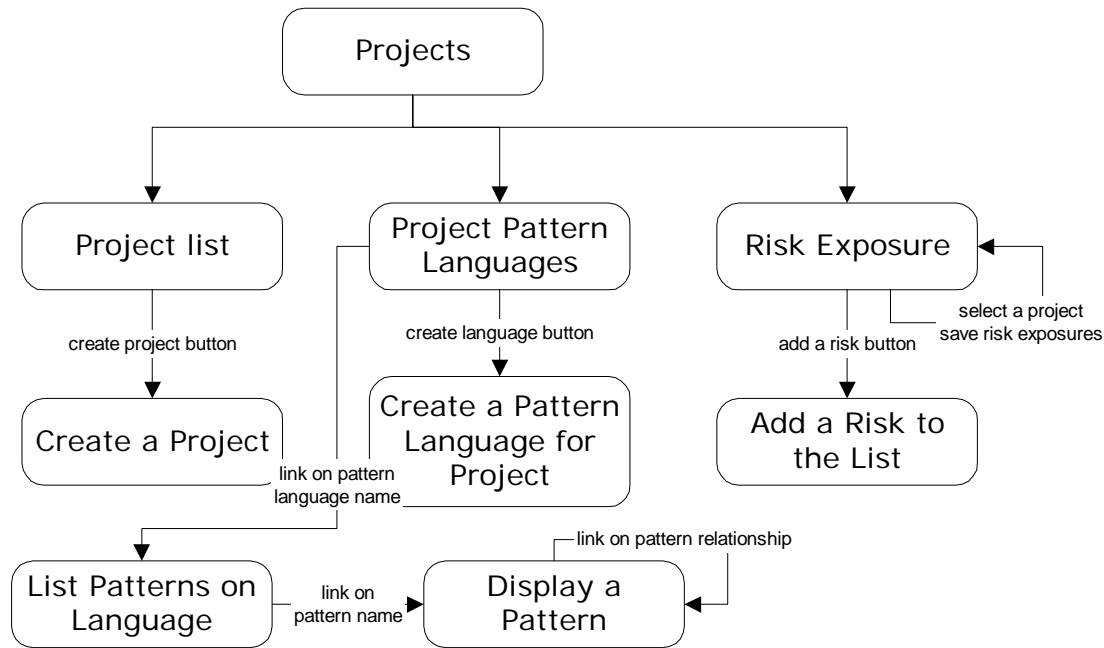 Projects
Project list
Project Pattern
Languages
Risk Exposure
select a project
save risk exposures
create project button
create language button
add a risk button
Create a Project
Create a Pattern
Language for
Project
Add a Risk to
the List
link on pattern
language name
link on pattern relationship
List Patterns on
Language
link on
pattern name
Display a
Pattern